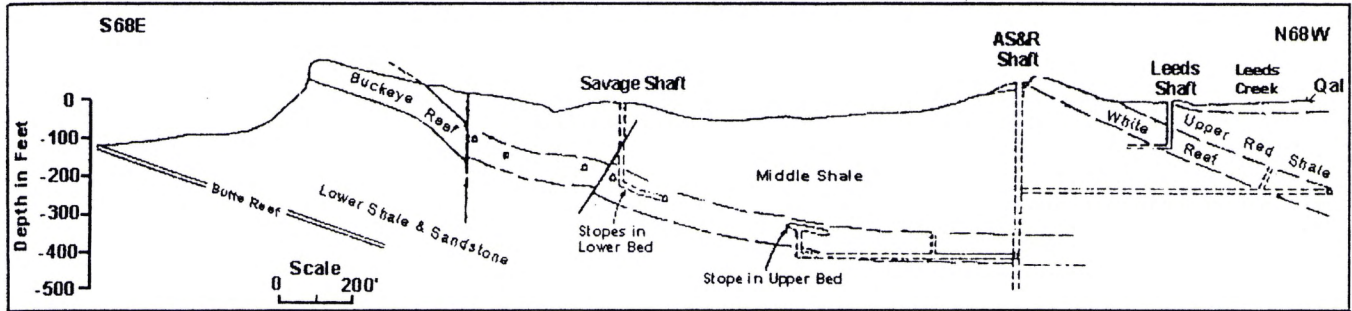 S68E
N68W
AS&R
Shaft
Leeds
Shaft
Leeds
Creek
Qal
Savage Shaft
Buckeye Reef
White Reef
Upper Red Shale
Middle Shale
Butte Reef
Lower Shale & Sandstone
Stopes in
Lower Bed
Stope in Upper Bed
Depth in Feet
0
-100
-200
-300
-400
-500
Scale
0 200'